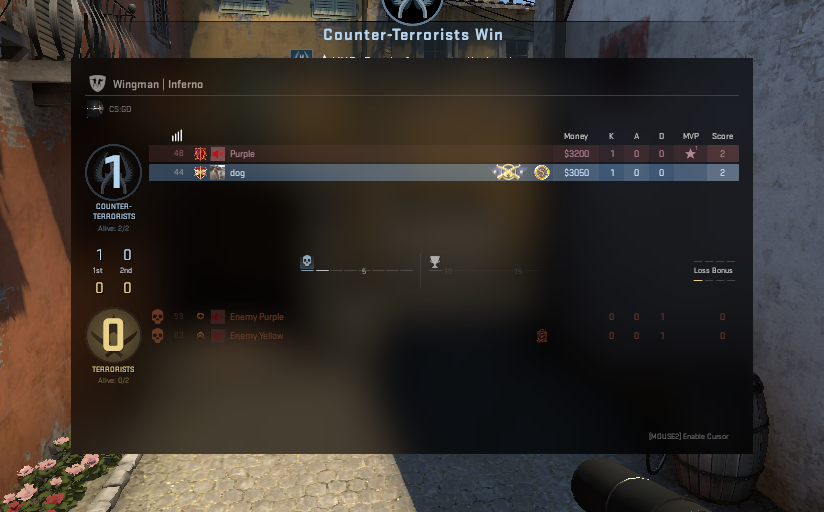 Counter-Terrorists Win
Wingman | Inferno
CS:GO
Money K A D MVP Score
48 Purple $3200 1 0 0 1 2
44 dog $3050 1 0 0 2
1
COUNTER-
TERRORISTS
Alive: 2/2
1 0
1st 2nd
0 0
5
Loss Bonus
0
TERRORISTS
Alive: 0/2
Enemy Purple 0 0 1 0
Enemy Yellow 0 0 1 0
[MOUSE2] Enable Cursor